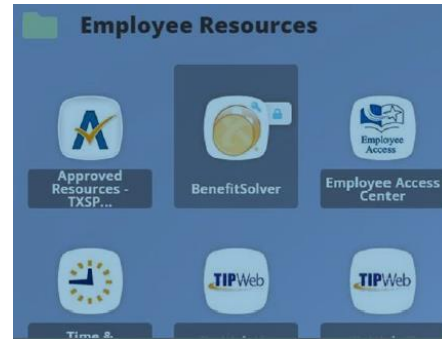 Employee Resources
Approved
Resources -
TXSP...
BenefitSolver
Employee
Access
Employee Access
Center
TIPWeb
TIPWeb
Time &